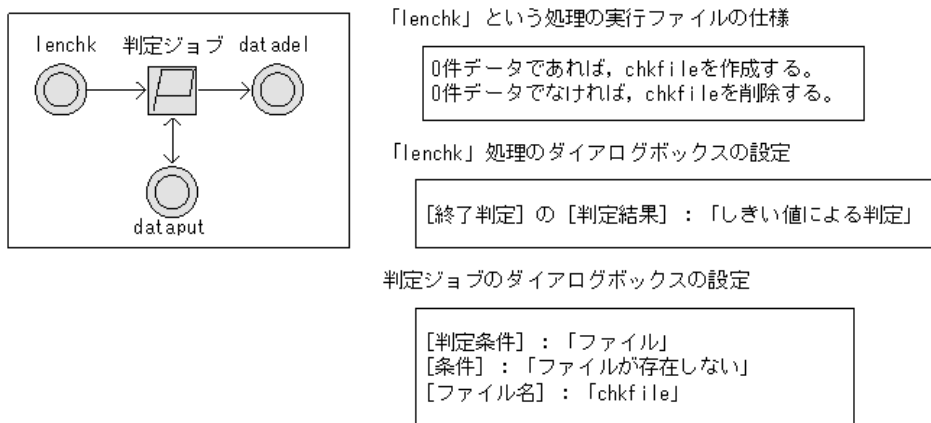 lenchk 判定ジョブ datadel
dataput
「lenchk」という処理の実行ファイルの仕様
0件データであれば，chkfileを作成する。
0件データでなければ，chkfileを削除する。
「lenchk」処理のダイアログボックスの設定
[終了判定] の [判定結果] ：「しきい値による判定」
判定ジョブのダイアログボックスの設定
[判定条件] ：「ファイル」
[条件] ：「ファイルが存在しない」
[ファイル名] ：「chkfile」